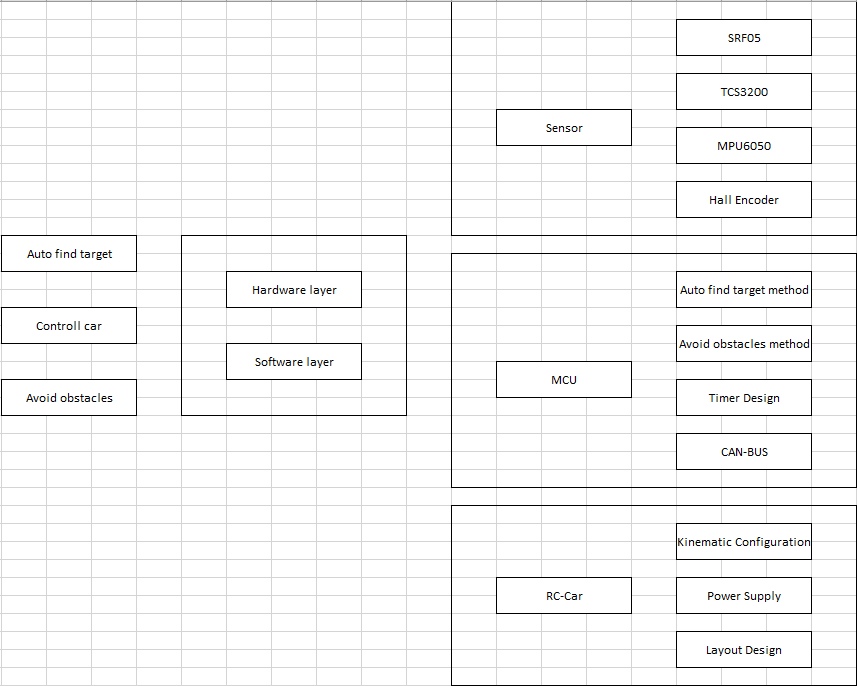 Auto find target
Controll car
Avoid obstacles
Hardware layer
Software layer
Sensor
SRF05
TCS3200
MPU6050
Hall Encoder
MCU
Auto find target method
Avoid obstacles method
Timer Design
CAN-BUS
RC-Car
Kinematic Configuration
Power Supply
Layout Design